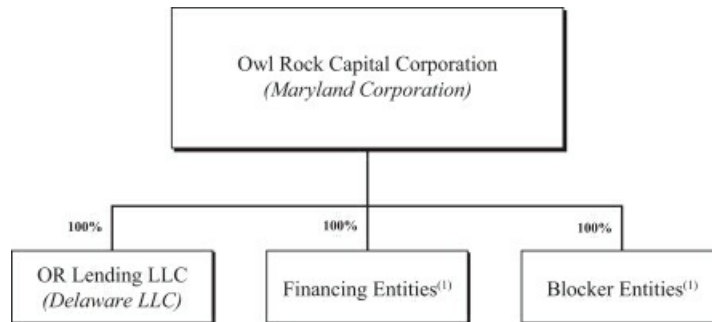 Owl Rock Capital Corporation
(Maryland Corporation)
100%
100%
100%
OR Lending LLC
(Delaware LLC)
Financing Entities(1)
Blocker Entities(1)